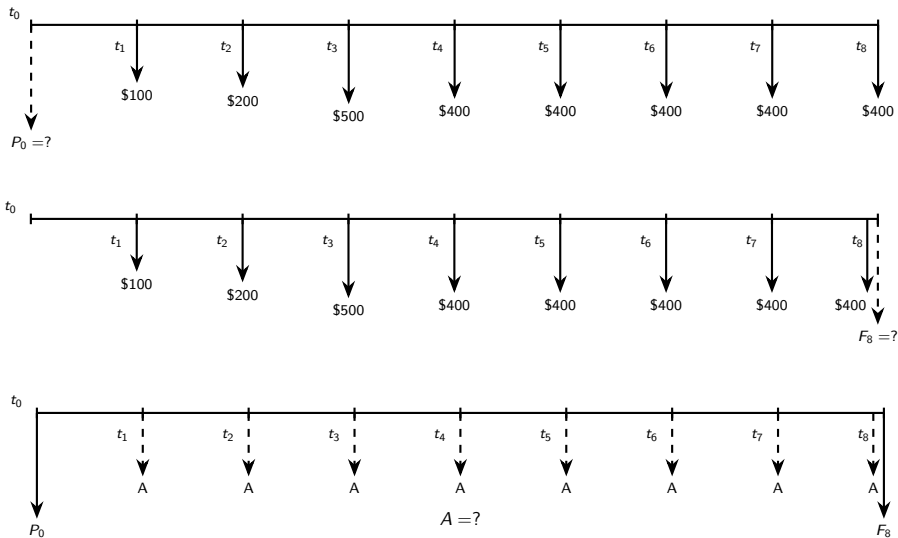 t₀
t₁ t₂ t₃ t₄ t₅ t₆ t₇ t₈
$100 $200 $500 $400 $400 $400 $400 $400
P₀ =?
t₀
t₁ t₂ t₃ t₄ t₅ t₆ t₇ t₈
$100 $200 $500 $400 $400 $400 $400 $400
F₈ =?
t₀
t₁ t₂ t₃ t₄ t₅ t₆ t₇ t₈
A A A A A A A A
A =?
P₀ F₈